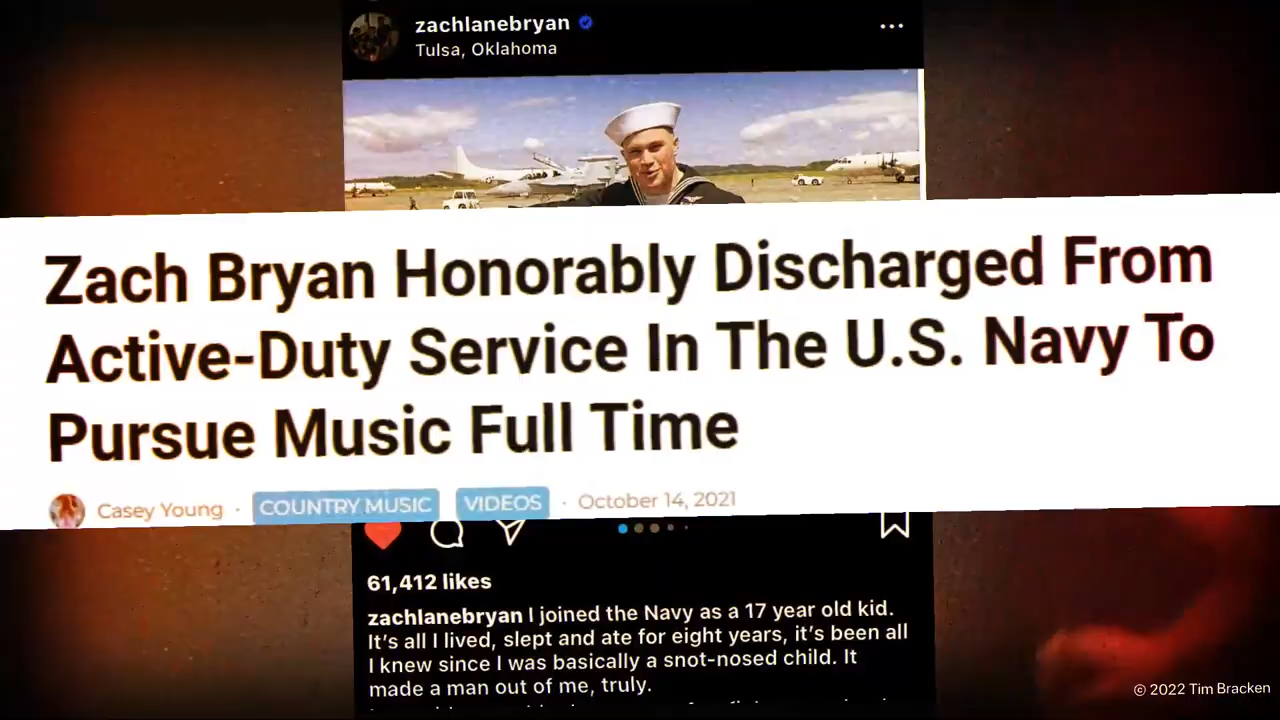 zachlanebryan
Tulsa, Oklahoma
Zach Bryan Honorably Discharged From
Active-Duty Service In The U.S. Navy To
Pursue Music Full Time
Casey Young · COUNTRY MUSIC VIDEOS · October 14, 2021
61,412 likes
zachlanebryan I joined the Navy as a 17 year old kid.
It’s all I lived, slept and ate for eight years, it’s been all
I knew since I was basically a snot-nosed child. It
made a man out of me, truly.
© 2022 Tim Bracken